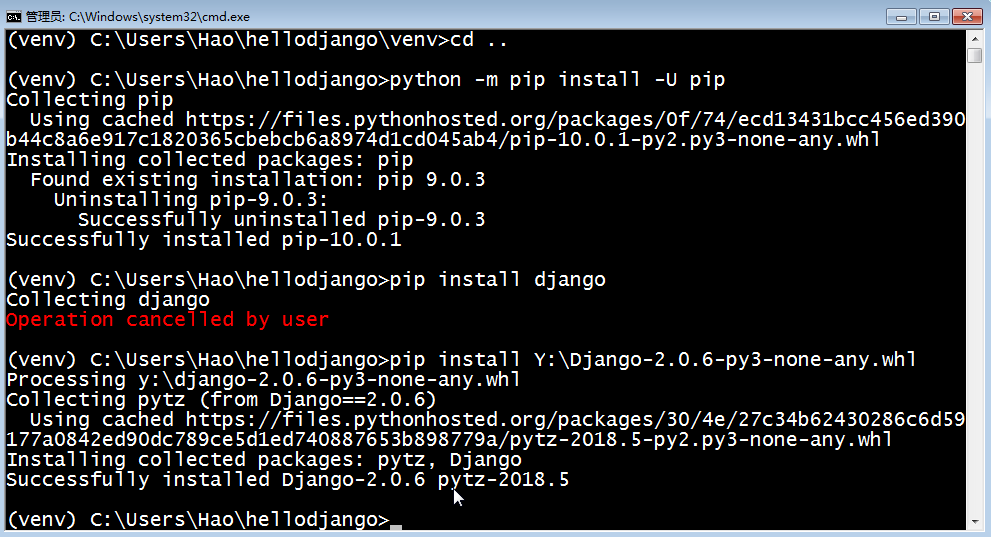 管理员: C:\Windows\system32\cmd.exe
(venv) C:\Users\Hao\hellodjango\venv>cd ..
(venv) C:\Users\Hao\hellodjango>python -m pip install -U pip
Collecting pip
Using cached https://files.pythonhosted.org/packages/0f/74/ecd13431bcc456ed390
b44c8a6e917c1820365cbebcb6a8974d1cd045ab4/pip-10.0.1-py2.py3-none-any.whl
Installing collected packages: pip
Found existing installation: pip 9.0.3
Uninstalling pip-9.0.3:
Successfully uninstalled pip-9.0.3
Successfully installed pip-10.0.1
(venv) C:\Users\Hao\hellodjango>pip install django
Collecting django
Operation cancelled by user
(venv) C:\Users\Hao\hellodjango>pip install Y:\Django-2.0.6-py3-none-any.whl
Processing y:\django-2.0.6-py3-none-any.whl
Collecting pytz (from Django==2.0.6)
Using cached https://files.pythonhosted.org/packages/30/4e/27c34b62430286c6d59
177a0842ed90dc789ce5d1ed740887653b898779a/pytz-2018.5-py2.py3-none-any.whl
Installing collected packages: pytz, Django
Successfully installed Django-2.0.6 pytz-2018.5
(venv) C:\Users\Hao\hellodjango>